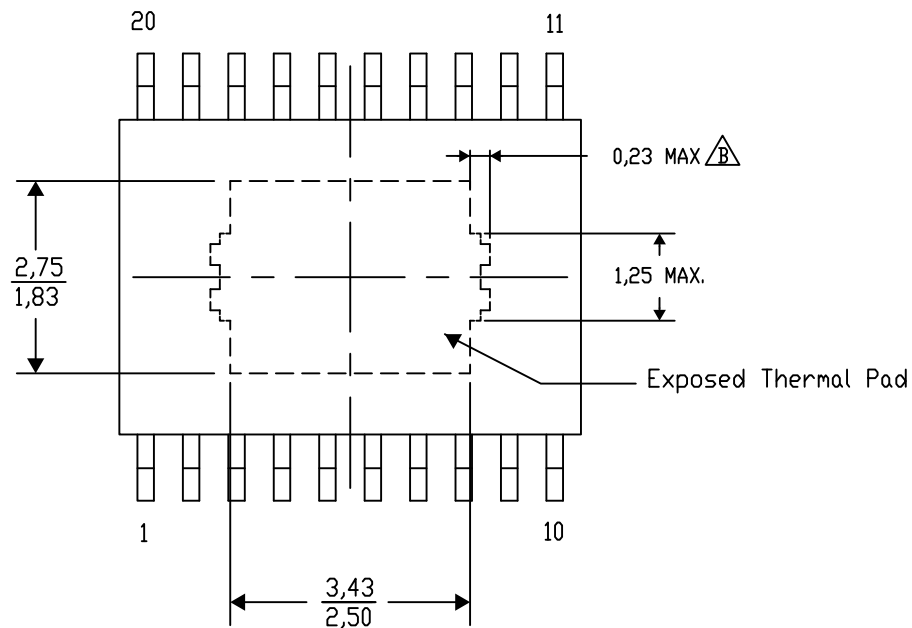 20
11
0,23 MAX B
2,75
1,83
1,25 MAX.
Exposed Thermal Pad
1
10
3,43
2,50